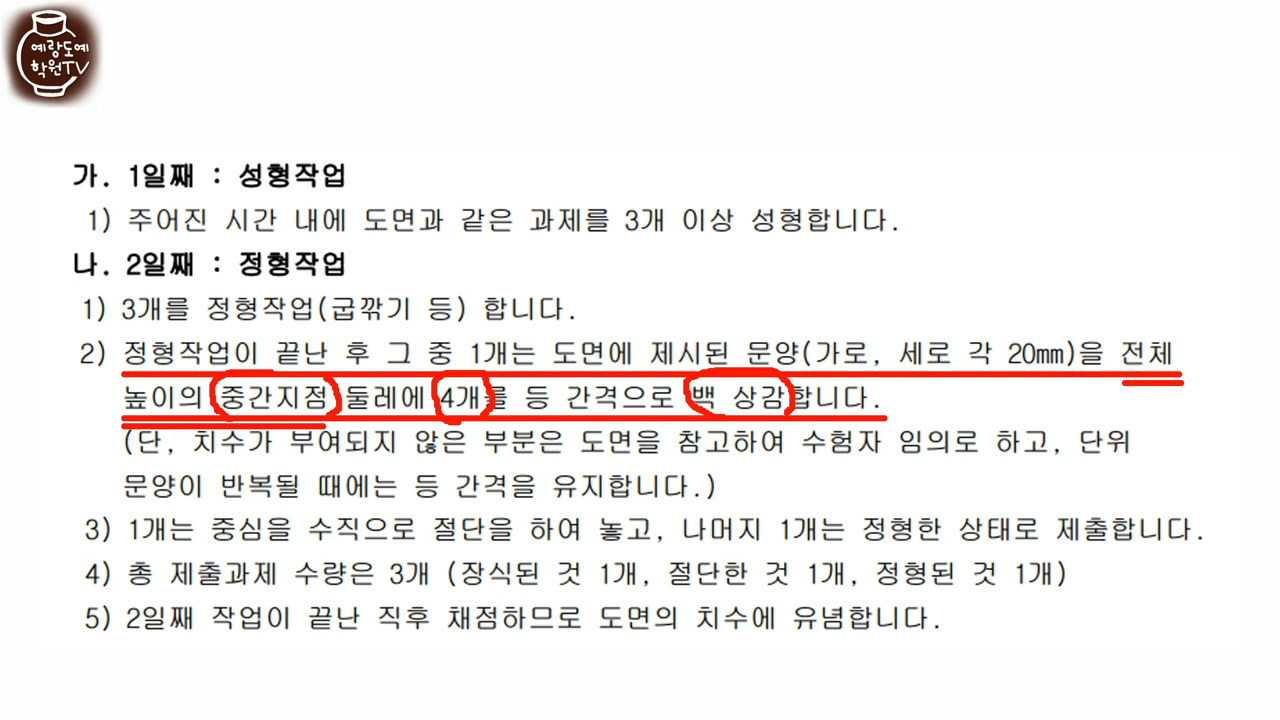 예랑도예
학원TV
가. 1일째 : 성형작업
1) 주어진 시간 내에 도면과 같은 과제를 3개 이상 성형합니다.
나. 2일째 : 정형작업
1) 3개를 정형작업(굽깎기 등) 합니다.
2) 정형작업이 끝난 후 그 중 1개는 도면에 제시된 문양(가로, 세로 각 20mm)을 전체
높이의 중간지점 둘레에 4개를 등 간격으로 백 상감합니다.
(단, 치수가 부여되지 않은 부분은 도면을 참고하여 수험자 임의로 하고, 단위
문양이 반복될 때에는 등 간격을 유지합니다.)
3) 1개는 중심을 수직으로 절단을 하여 놓고, 나머지 1개는 정형한 상태로 제출합니다.
4) 총 제출과제 수량은 3개 (장식된 것 1개, 절단한 것 1개, 정형된 것 1개)
5) 2일째 작업이 끝난 직후 채점하므로 도면의 치수에 유념합니다.